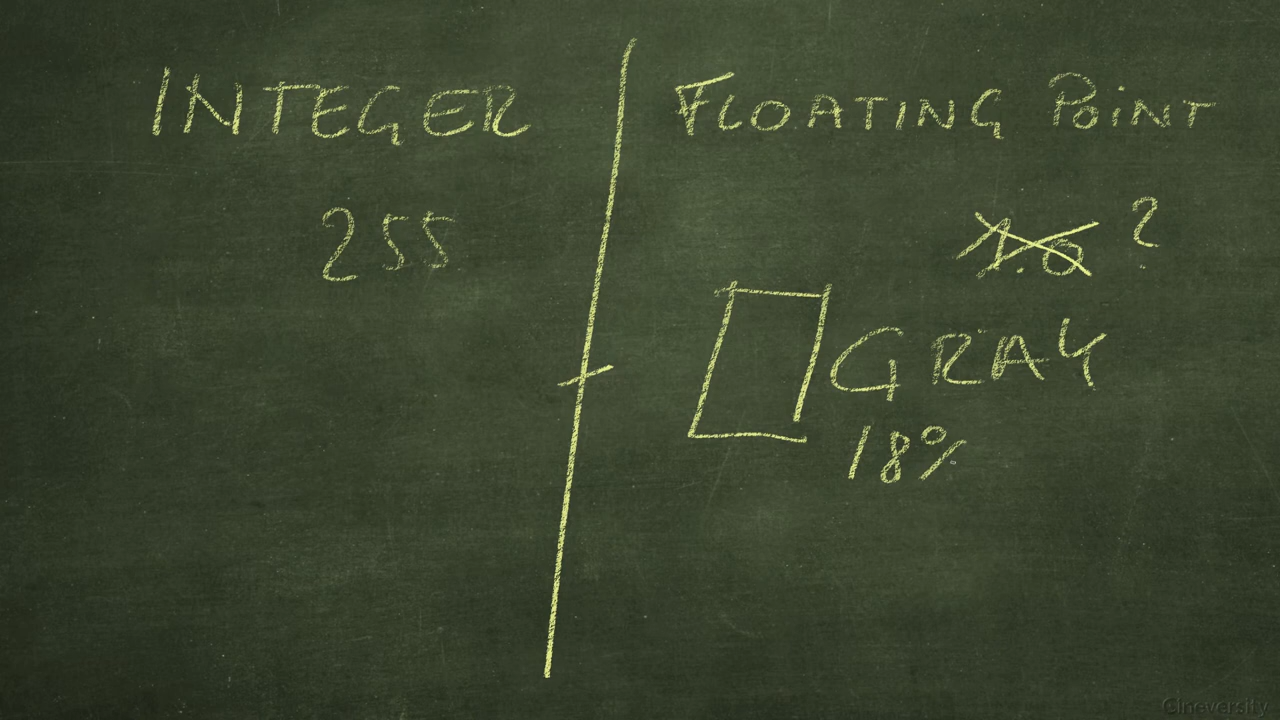 INTEGER
255
FLOATING POINT
1.0 ?
GRAY
18%
Cineversity